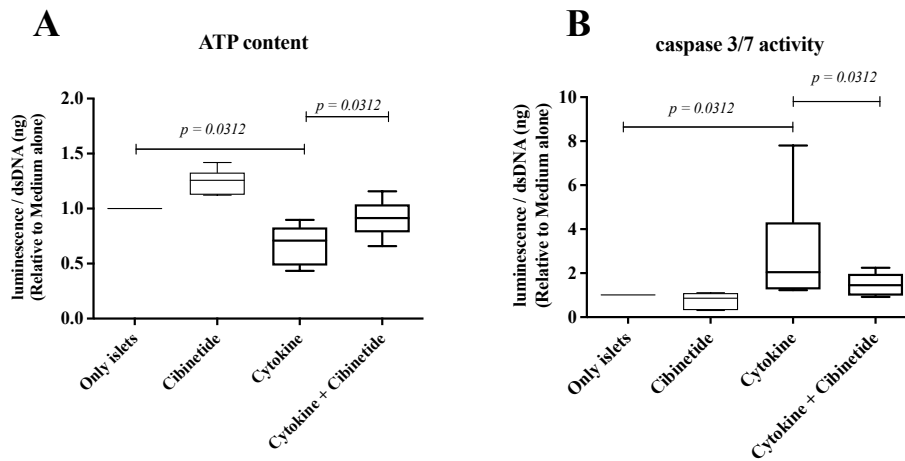 A
ATP content
luminescence / dsDNA (ng)
(Relative to Medium alone)
2.0
1.5
1.0
0.5
0.0
p = 0.0312
p = 0.0312
Only islets
Cibinetide
Cytokine
Cytokine + Cibinetide
B
caspase 3/7 activity
luminescence / dsDNA (ng)
(Relative to Medium alone)
10
8
6
4
2
0
p = 0.0312
p = 0.0312
Only islets
Cibinetide
Cytokine
Cytokine + Cibinetide